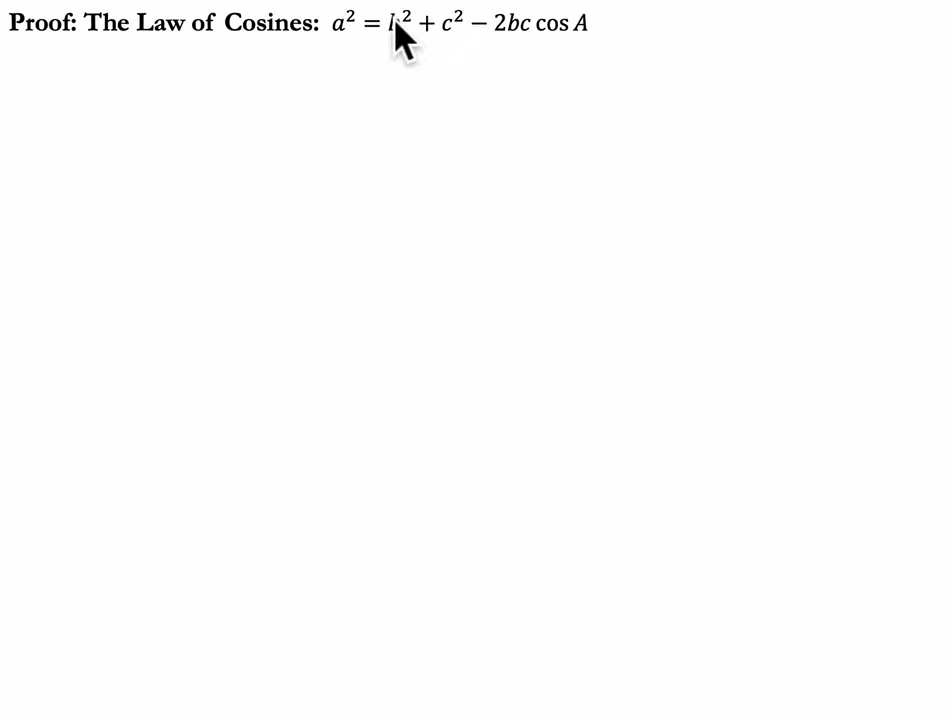 Proof: The Law of Cosines: a² = b² + c² − 2bc cos A